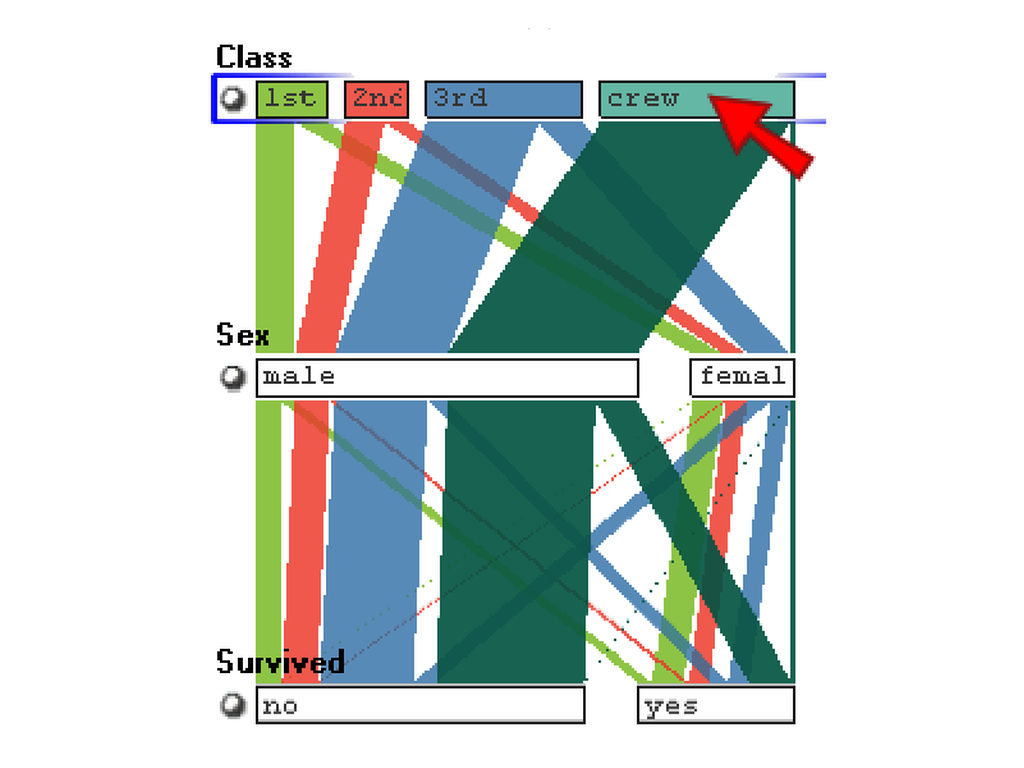 Class
1st 2nd 3rd crew
Sex
male femal
Survived
no yes